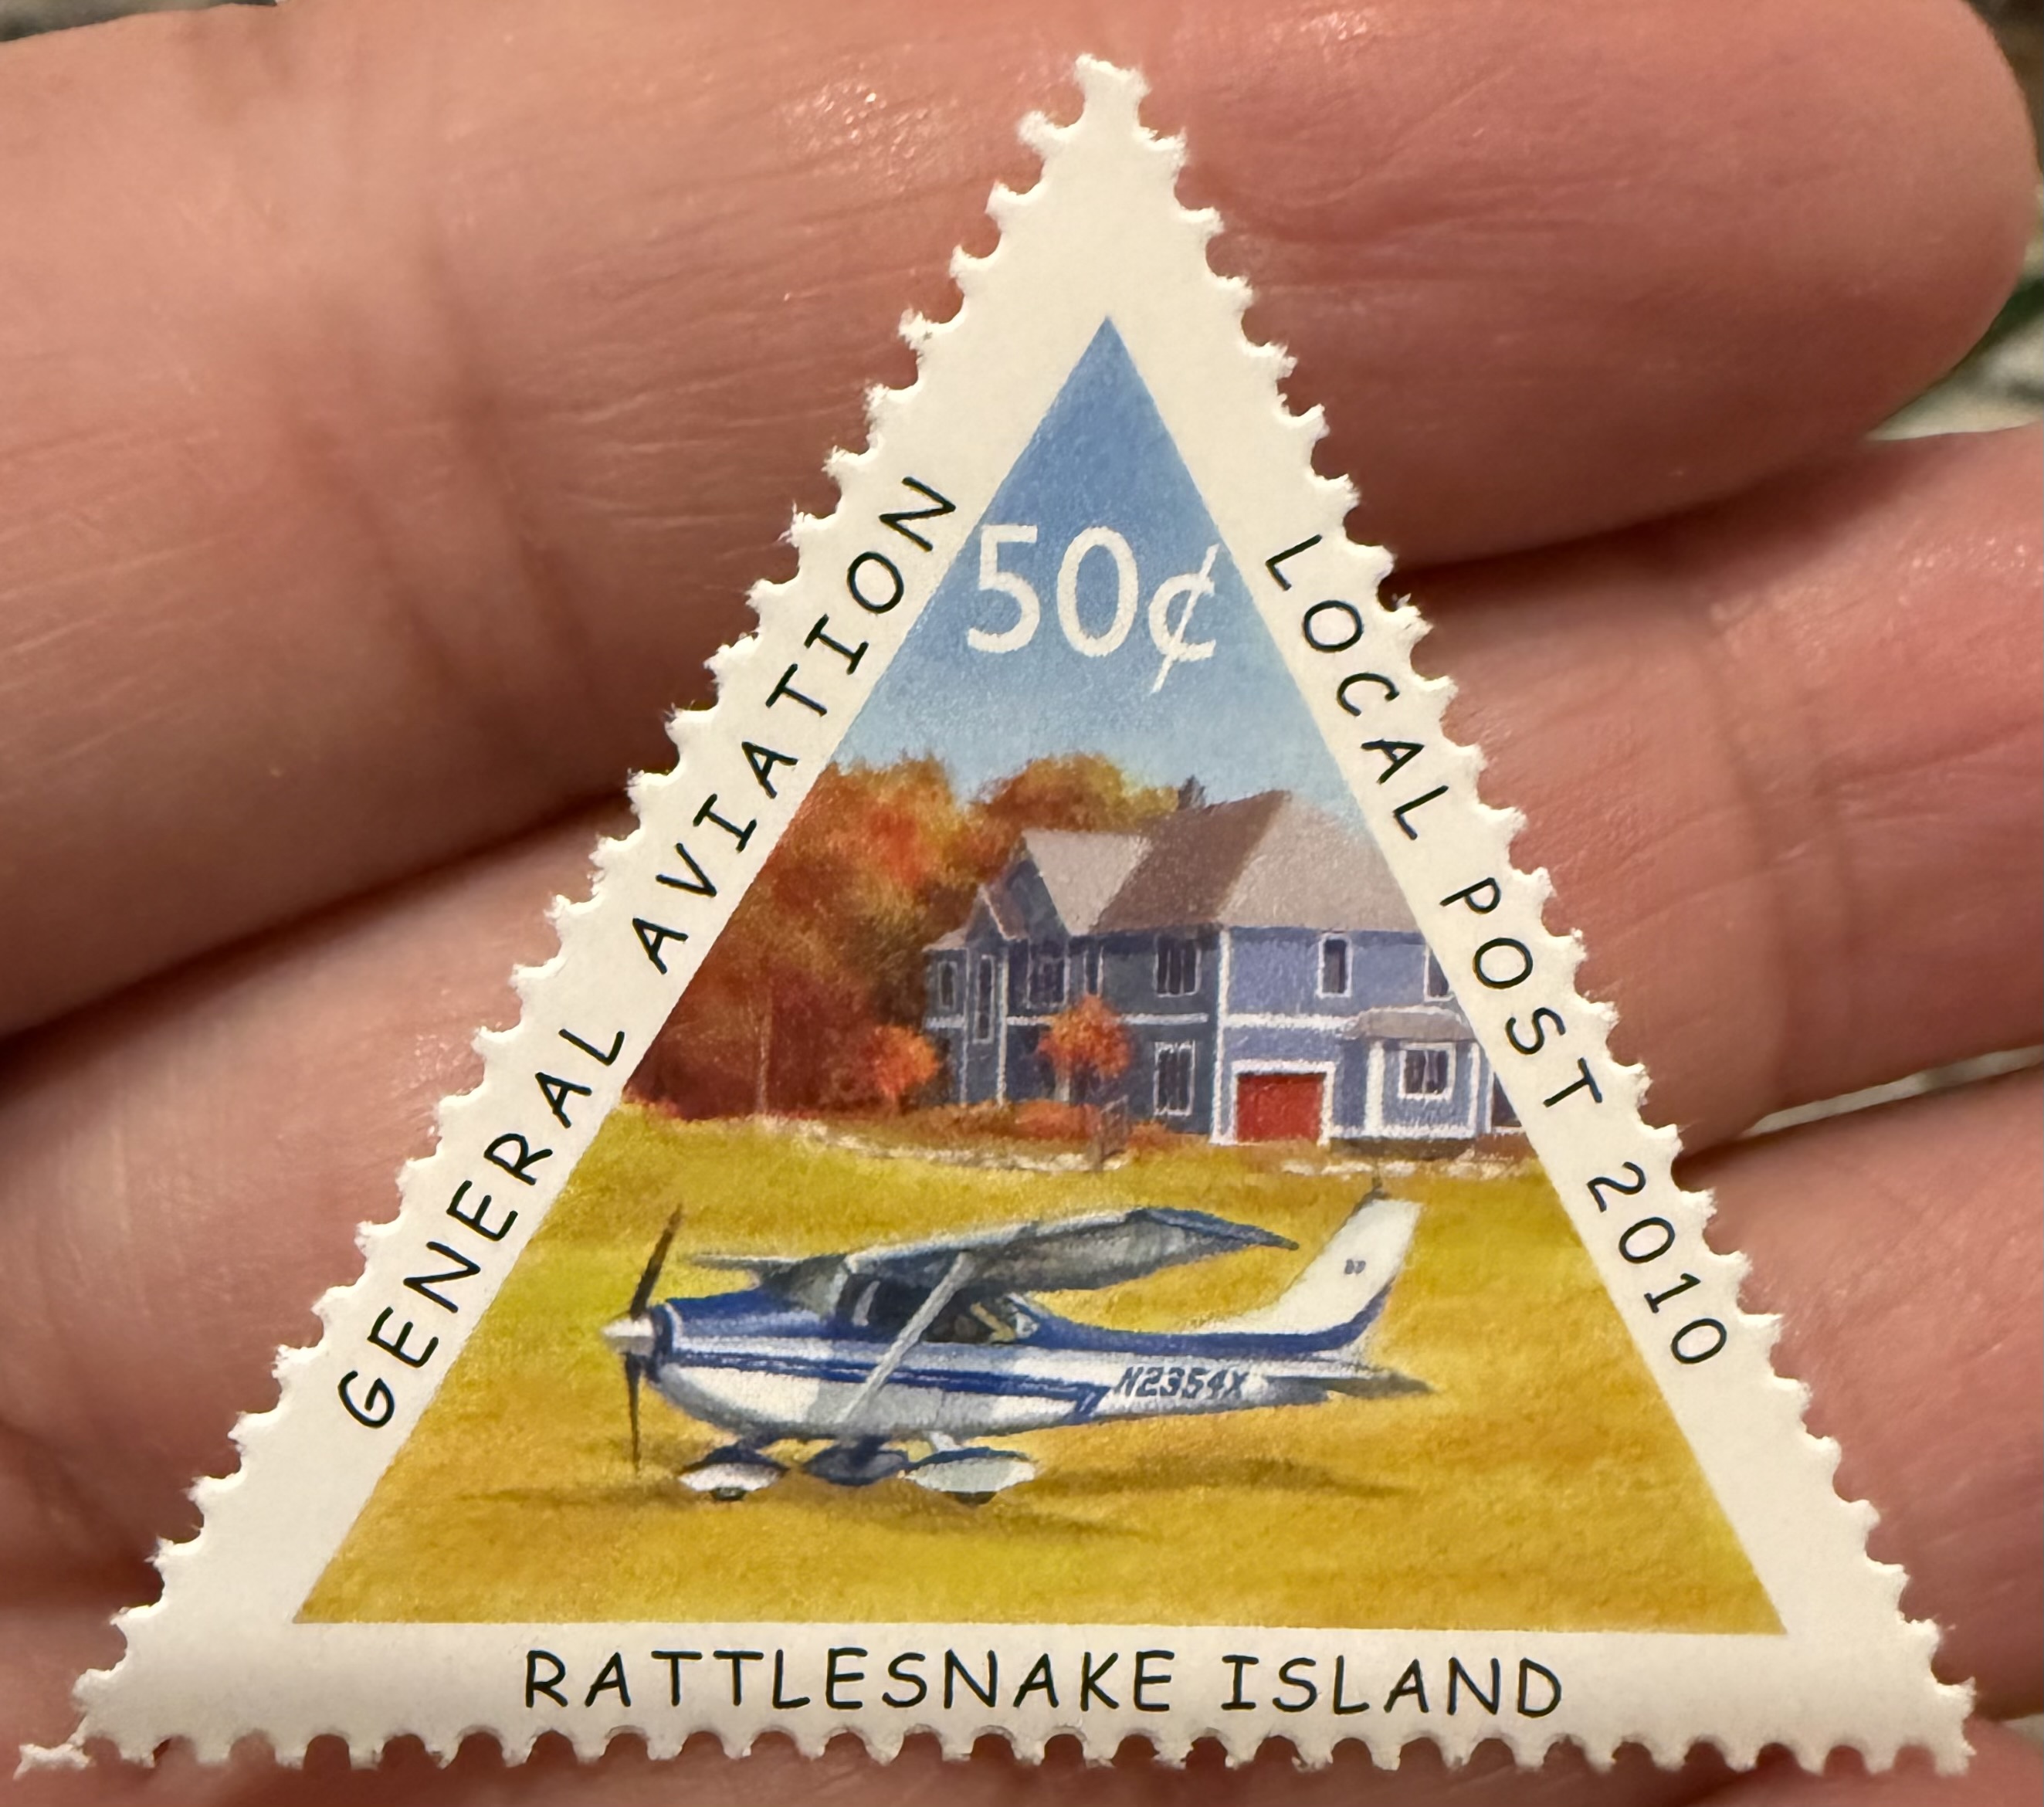 50¢
GENERAL AVIATION
LOCAL POST 2010
N2354X
RATTLESNAKE ISLAND